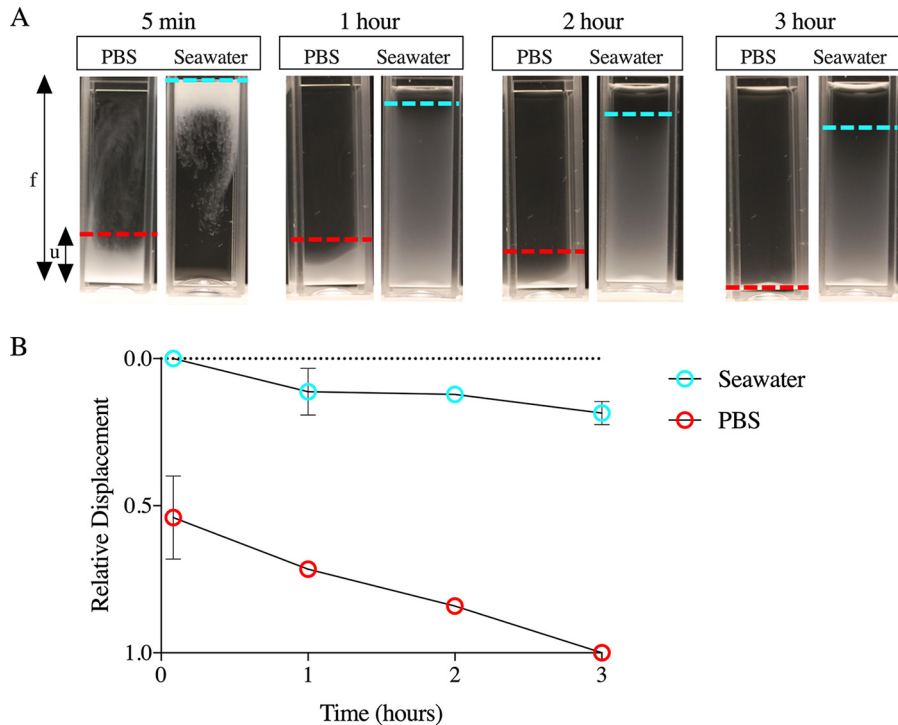 A
5 min
1 hour
2 hour
3 hour
PBS Seawater
PBS Seawater
PBS Seawater
PBS Seawater
f
u
B
0.0
0.5
1.0
Relative Displacement
0 1 2 3
Time (hours)
Seawater
PBS